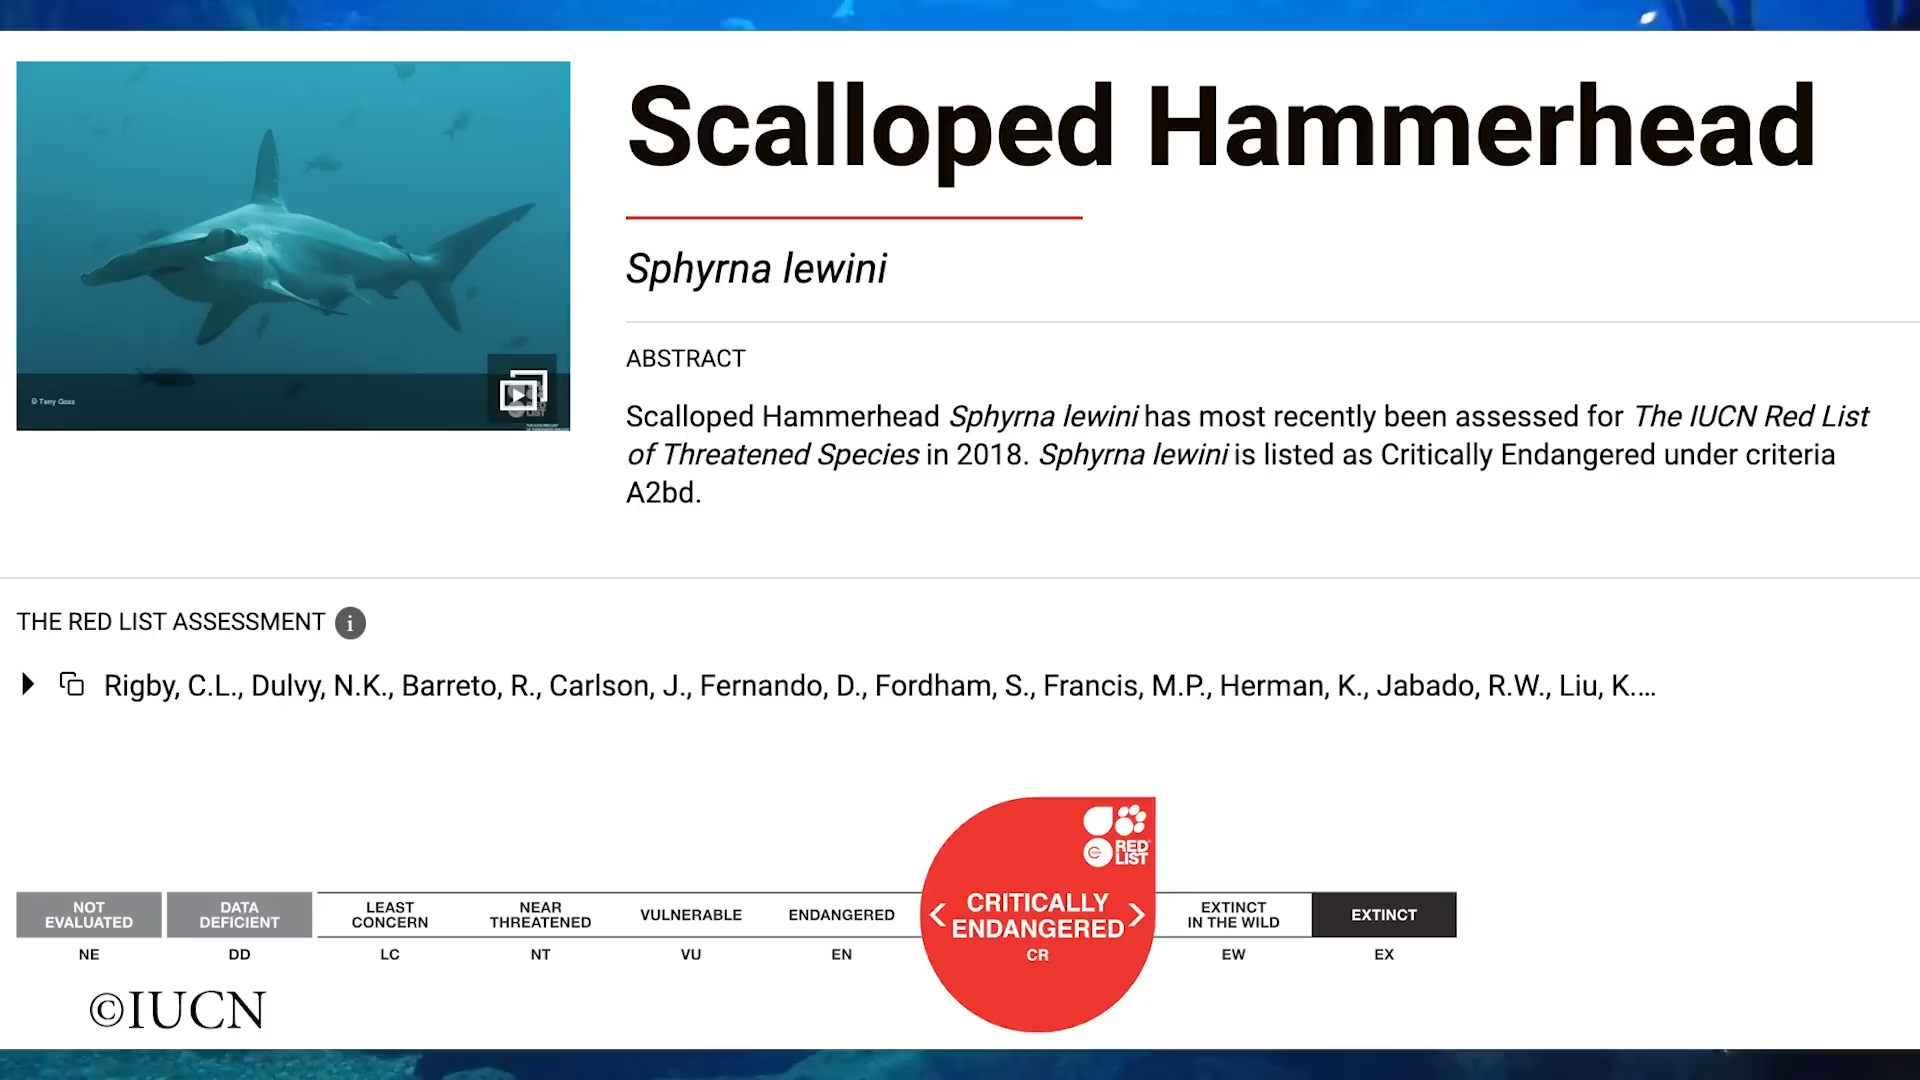 Scalloped Hammerhead
© Terry Goss
Sphyrna lewini
ABSTRACT
Scalloped Hammerhead Sphyrna lewini has most recently been assessed for The IUCN Red List
of Threatened Species in 2018. Sphyrna lewini is listed as Critically Endangered under criteria
A2bd.
THE RED LIST ASSESSMENT i
Rigby, C.L., Dulvy, N.K., Barreto, R., Carlson, J., Fernando, D., Fordham, S., Francis, M.P., Herman, K., Jabado, R.W., Liu, K....
RED
LIST
NOT
EVALUATED
NE
DATA
DEFICIENT
DD
LEAST
CONCERN
LC
NEAR
THREATENED
NT
VULNERABLE
VU
ENDANGERED
EN
< CRITICALLY
ENDANGERED >
CR
EXTINCT
IN THE WILD
EW
EXTINCT
EX
©IUCN